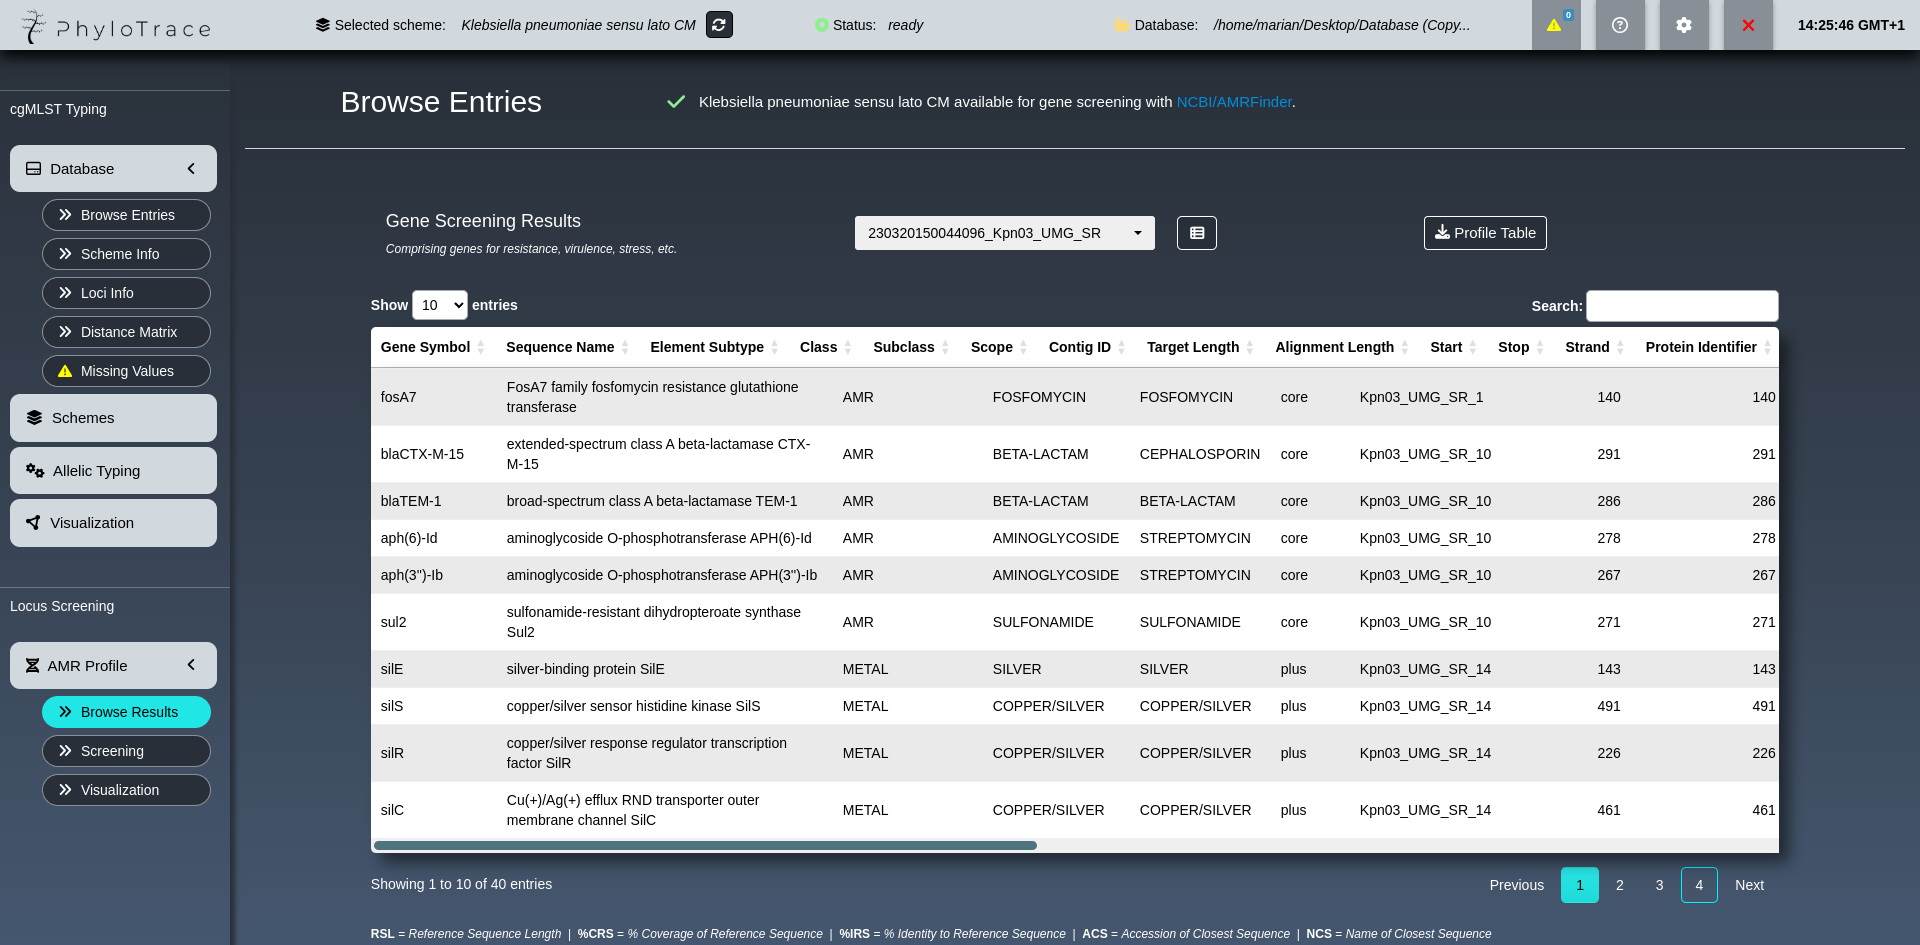 PhyloTrace
Selected scheme: Klebsiella pneumoniae sensu lato CM
Status: ready
Database: /home/marian/Desktop/Database (Copy...
0
14:25:46 GMT+1
cgMLST Typing
Database
Browse Entries
Scheme Info
Loci Info
Distance Matrix
Missing Values
Schemes
Allelic Typing
Visualization
Locus Screening
AMR Profile
Browse Results
Screening
Visualization
Browse Entries
Klebsiella pneumoniae sensu lato CM available for gene screening with NCBI/AMRFinder.
Gene Screening Results
Comprising genes for resistance, virulence, stress, etc.
230320150044096_Kpn03_UMG_SR
Profile Table
Show 10 entries
Search:
Gene Symbol Sequence Name Element Subtype Class Subclass Scope Contig ID Target Length Alignment Length Start Stop Strand Protein Identifier
fosA7 FosA7 family fosfomycin resistance glutathione transferase AMR FOSFOMYCIN FOSFOMYCIN core Kpn03_UMG_SR_1 140 140
blaCTX-M-15 extended-spectrum class A beta-lactamase CTX-M-15 AMR BETA-LACTAM CEPHALOSPORIN core Kpn03_UMG_SR_10 291 291
blaTEM-1 broad-spectrum class A beta-lactamase TEM-1 AMR BETA-LACTAM BETA-LACTAM core Kpn03_UMG_SR_10 286 286
aph(6)-Id aminoglycoside O-phosphotransferase APH(6)-Id AMR AMINOGLYCOSIDE STREPTOMYCIN core Kpn03_UMG_SR_10 278 278
aph(3'')-Ib aminoglycoside O-phosphotransferase APH(3'')-Ib AMR AMINOGLYCOSIDE STREPTOMYCIN core Kpn03_UMG_SR_10 267 267
sul2 sulfonamide-resistant dihydropteroate synthase Sul2 AMR SULFONAMIDE SULFONAMIDE core Kpn03_UMG_SR_10 271 271
silE silver-binding protein SilE METAL SILVER SILVER plus Kpn03_UMG_SR_14 143 143
silS copper/silver sensor histidine kinase SilS METAL COPPER/SILVER COPPER/SILVER plus Kpn03_UMG_SR_14 491 491
silR copper/silver response regulator transcription factor SilR METAL COPPER/SILVER COPPER/SILVER plus Kpn03_UMG_SR_14 226 226
silC Cu(+)/Ag(+) efflux RND transporter outer membrane channel SilC METAL COPPER/SILVER COPPER/SILVER plus Kpn03_UMG_SR_14 461 461
Showing 1 to 10 of 40 entries
Previous 1 2 3 4 Next
RSL = Reference Sequence Length | %CRS = % Coverage of Reference Sequence | %IRS = % Identity to Reference Sequence | ACS = Accession of Closest Sequence | NCS = Name of Closest Sequence